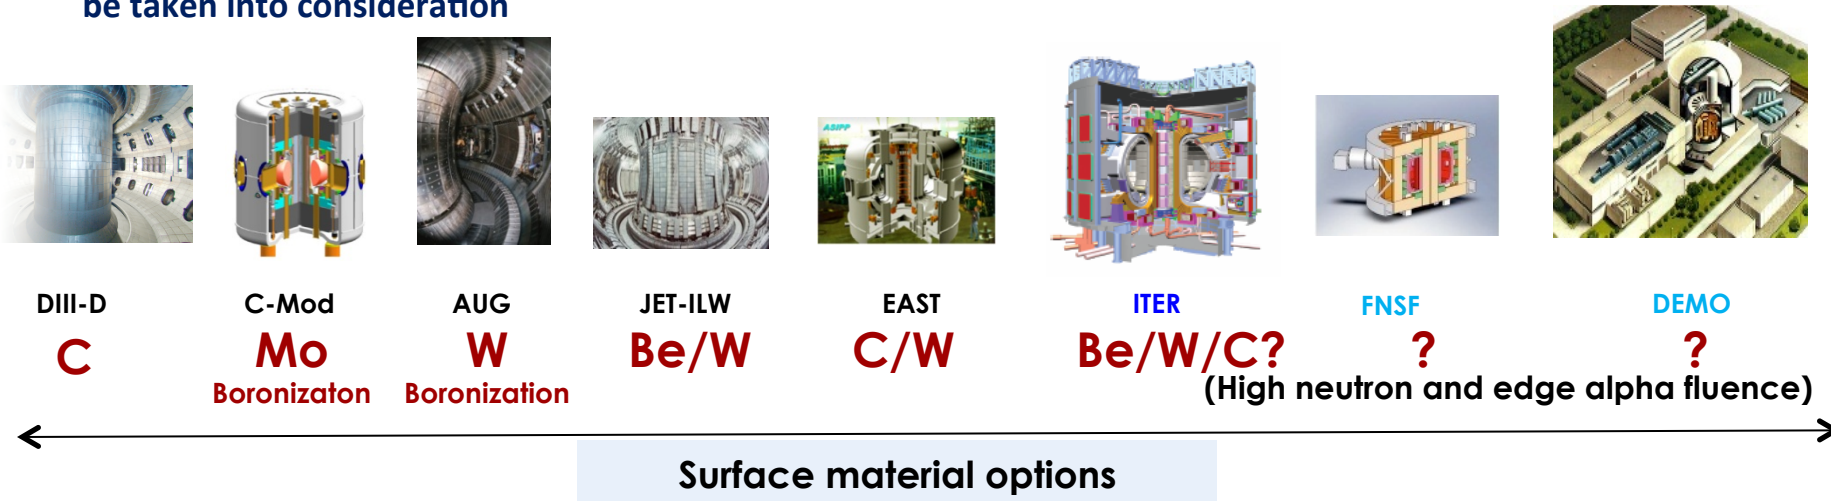 be taken into consideration
ASIPP
DIII-D
C-Mod
AUG
JET-ILW
EAST
ITER
FNSF
DEMO
C
Mo
W
Be/W
C/W
Be/W/C?
?
?
Boronizaton
Boronization
(High neutron and edge alpha fluence)
Surface material options